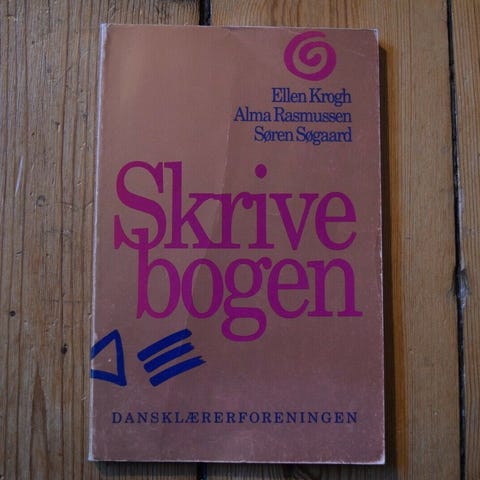 Ellen Krogh
Alma Rasmussen
Søren Søgaard
Skrive
bogen
DANSKLÆRERFORENINGEN